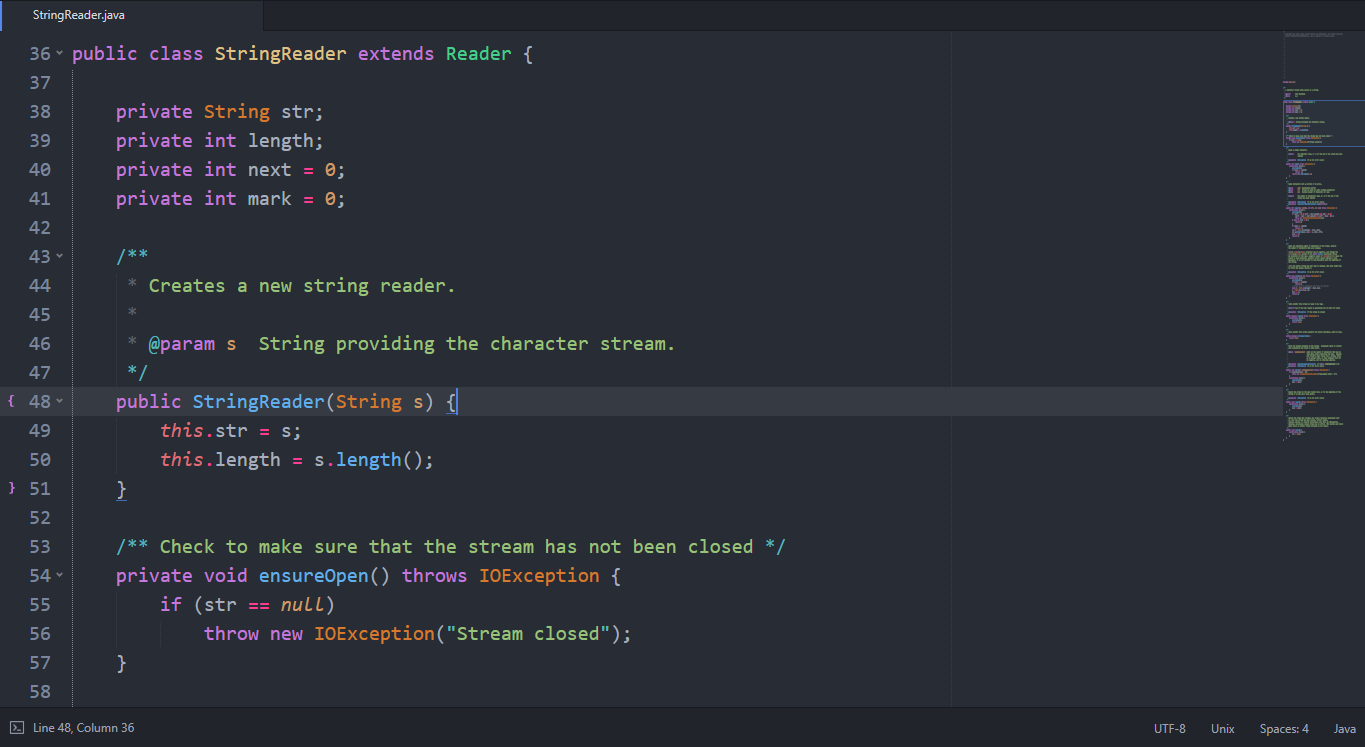 StringReader.java
36 public class StringReader extends Reader {
37
38     private String str;
39     private int length;
40     private int next = 0;
41     private int mark = 0;
42
43     /**
44      * Creates a new string reader.
45      *
46      * @param s  String providing the character stream.
47      */
{ 48     public StringReader(String s) {
49         this.str = s;
50         this.length = s.length();
} 51     }
52
53     /** Check to make sure that the stream has not been closed */
54     private void ensureOpen() throws IOException {
55         if (str == null)
56             throw new IOException("Stream closed");
57     }
58
Line 48, Column 36 UTF-8 Unix Spaces: 4 Java